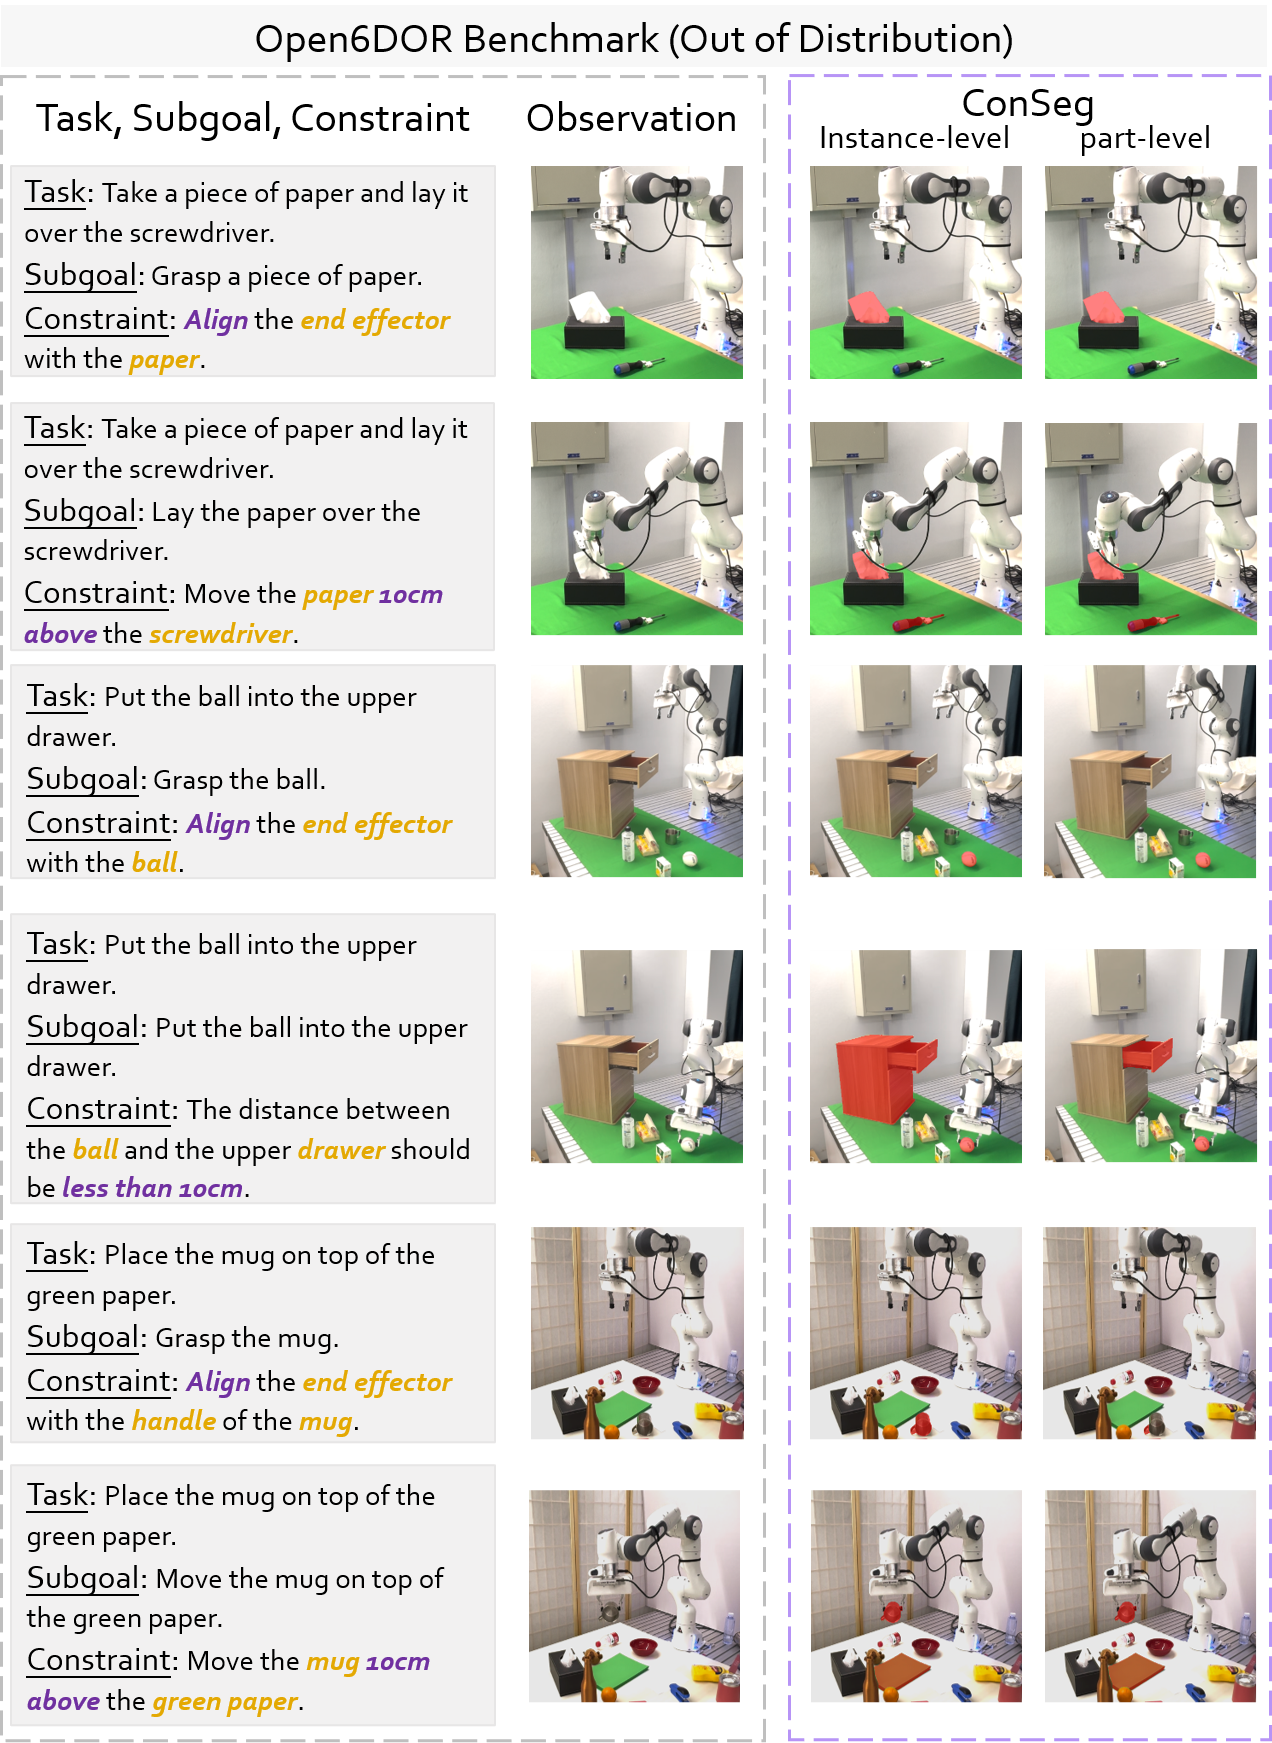 Open6DOR Benchmark (Out of Distribution)
Task, Subgoal, Constraint
Observation
ConSeg
Instance-level
part-level
Task: Take a piece of paper and lay it
over the screwdriver.
Subgoal: Grasp a piece of paper.
Constraint: Align the end effector
with the paper.
Task: Take a piece of paper and lay it
over the screwdriver.
Subgoal: Lay the paper over the
screwdriver.
Constraint: Move the paper 10cm
above the screwdriver.
Task: Put the ball into the upper
drawer.
Subgoal: Grasp the ball.
Constraint: Align the end effector
with the ball.
Task: Put the ball into the upper
drawer.
Subgoal: Put the ball into the upper
drawer.
Constraint: The distance between
the ball and the upper drawer should
be less than 10cm.
Task: Place the mug on top of the
green paper.
Subgoal: Grasp the mug.
Constraint: Align the end effector
with the handle of the mug.
Task: Place the mug on top of the
green paper.
Subgoal: Move the mug on top of
the green paper.
Constraint: Move the mug 10cm
above the green paper.